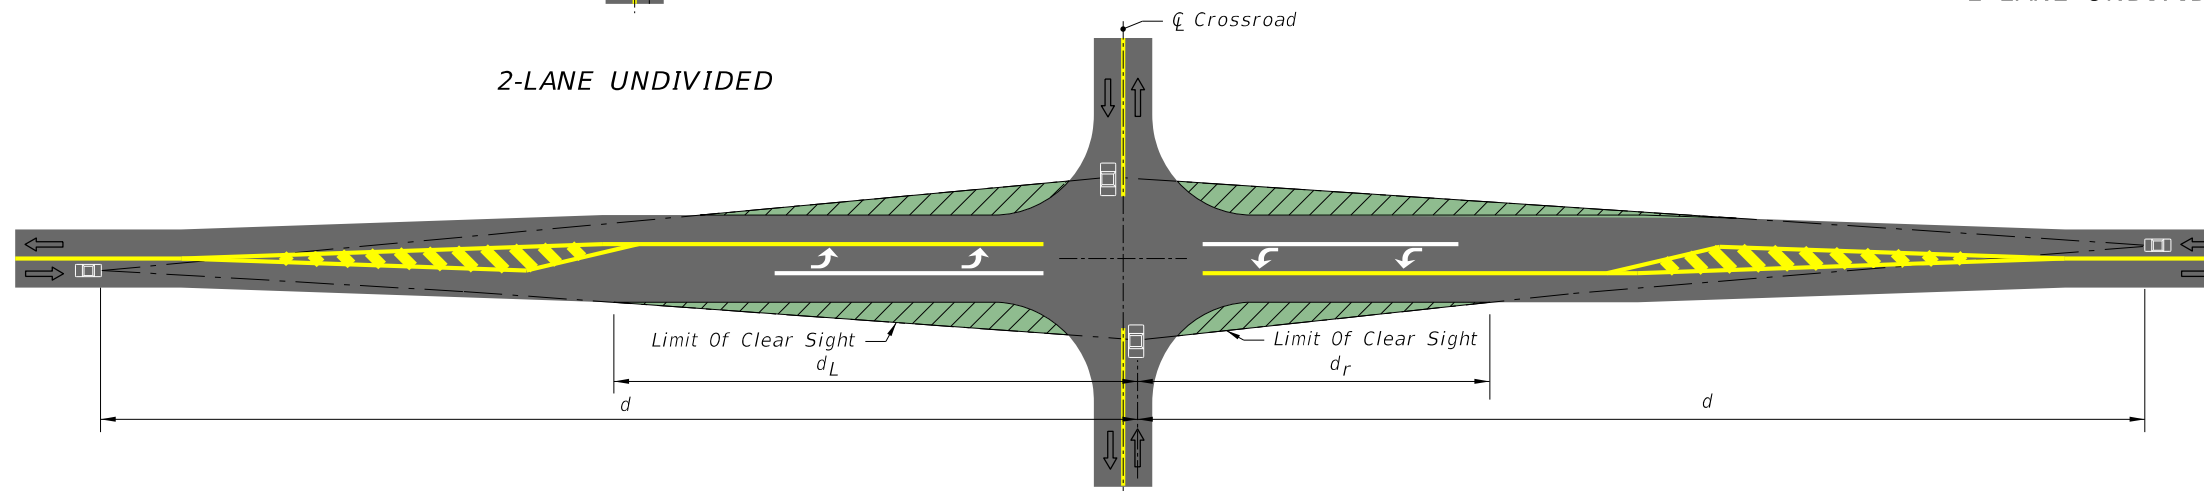 ℄ Crossroad
2-LANE UNDIVIDED
Limit Of Clear Sight
Limit Of Clear Sight
dL
dr
d
d